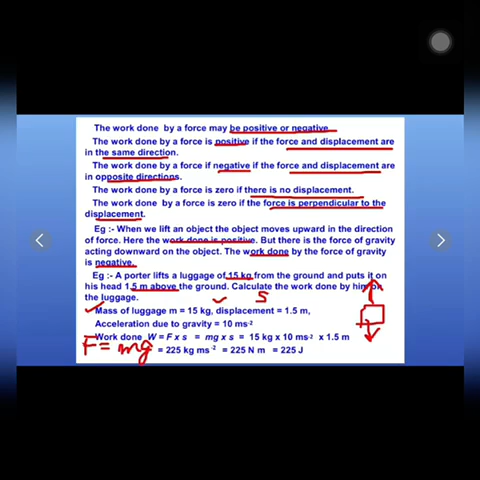 The work done by a force may be positive or negative
The work done by a force is positive if the force and displacement are
in the same direction.
The work done by a force if negative if the force and displacement are
in opposite directions.
The work done by a force is zero if there is no displacement.
The work done by a force is zero if the force is perpendicular to the
displacement.
Eg :- When we lift an object the object moves upward in the direction
of force. Here the work done is positive. But there is the force of gravity
acting downward on the object. The work done by the force of gravity
is negative.
Eg :- A porter lifts a luggage of 15 kg from the ground and puts it on
his head 1.5 m above the ground. Calculate the work done by him on
the luggage.
s
Mass of luggage m = 15 kg, displacement = 1.5 m,
Acceleration due to gravity = 10 ms-2
Work done W = F x s = mg x s = 15 kg x 10 ms-2 x 1.5 m
F = mg
= 225 kg ms-2 = 225 N m = 225 J